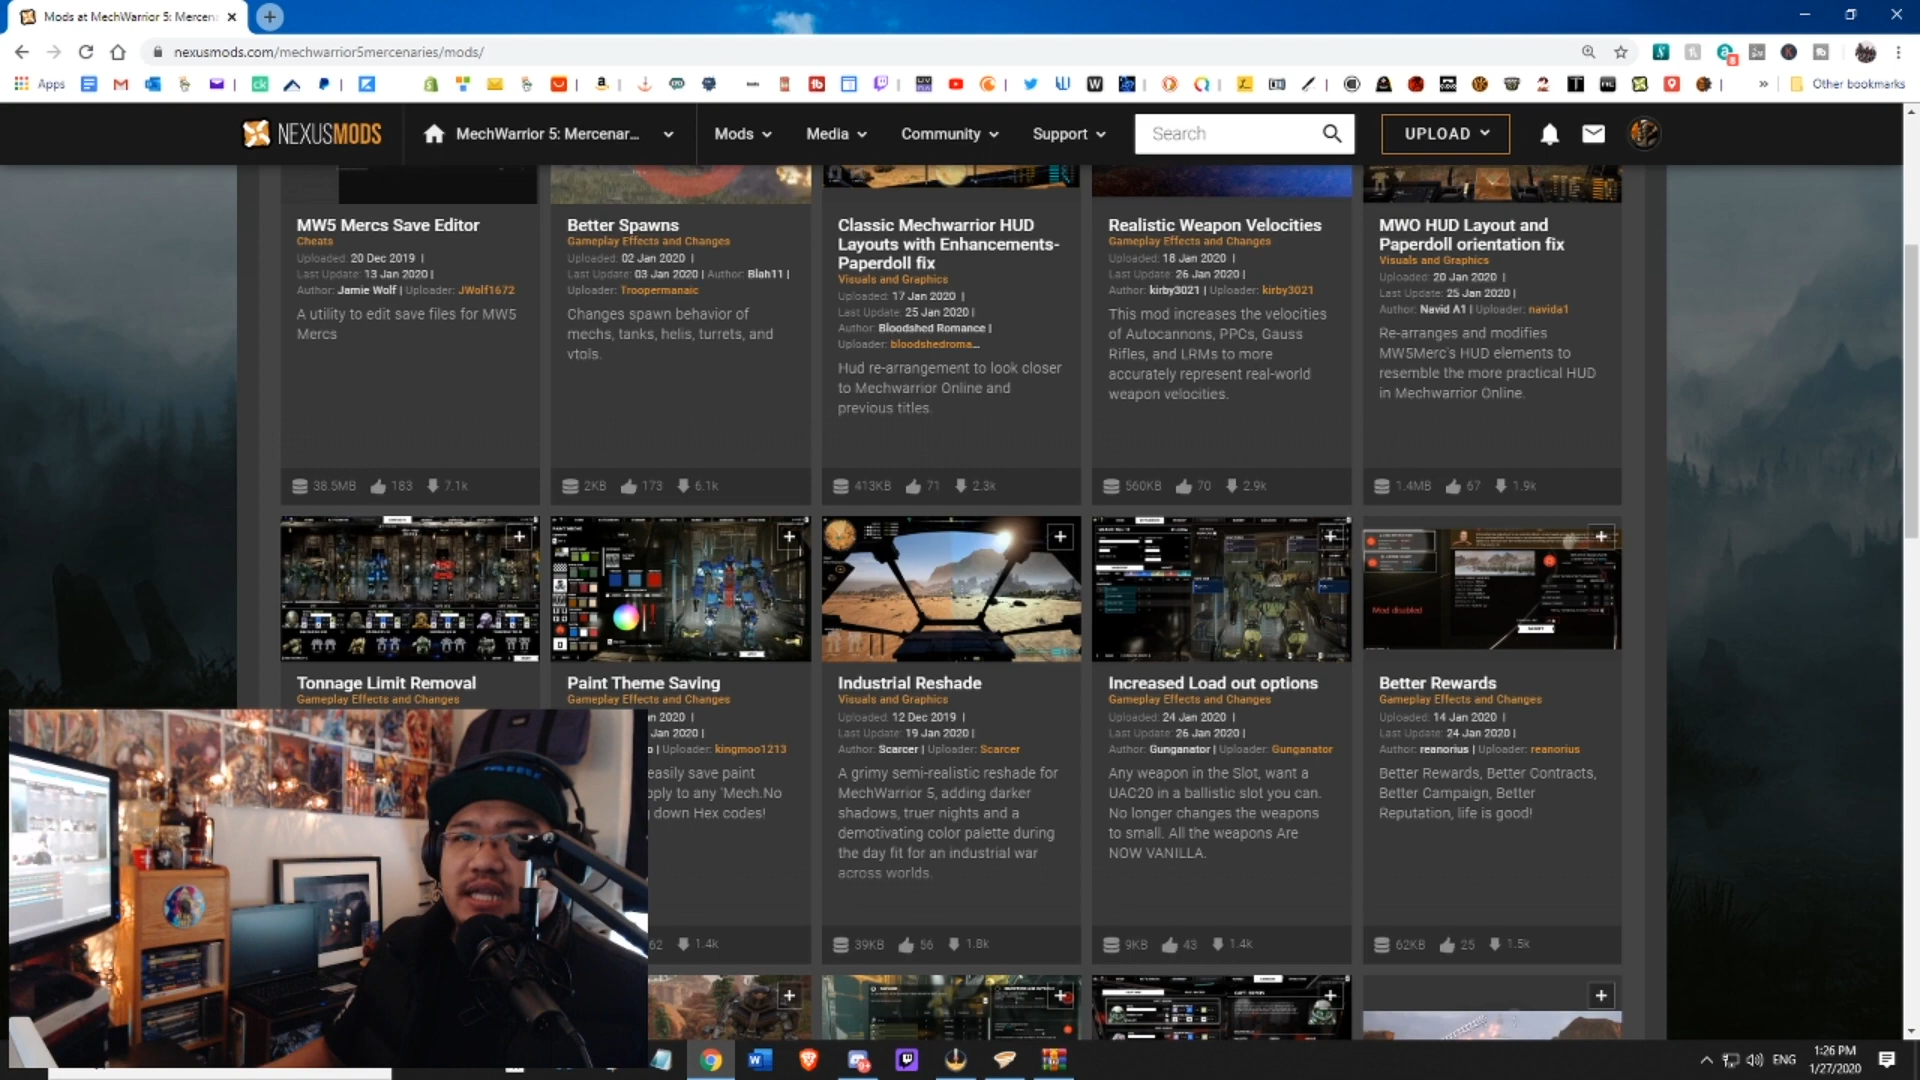 Mods at MechWarrior 5: Mercen
nexusmods.com/mechwarrior5mercenaries/mods/
Apps
Other bookmarks
NEXUSMODS
MechWarrior 5: Mercenar...
Mods
Media
Community
Support
Search
UPLOAD
MW5 Mercs Save Editor
Cheats
Uploaded: 20 Dec 2019 |
Last Update: 13 Jan 2020 |
Author: Jamie Wolf | Uploader: JWolf1672
A utility to edit save files for MW5
Mercs
38.5MB 183 7.1k
Better Spawns
Gameplay Effects and Changes
Uploaded: 02 Jan 2020 |
Last Update: 03 Jan 2020 | Author: Blah11 |
Uploader: Troopermanaic
Changes spawn behavior of
mechs, tanks, helis, turrets, and
vtols.
2KB 173 6.1k
Classic Mechwarrior HUD
Layouts with Enhancements-
Paperdoll fix
Visuals and Graphics
Uploaded: 17 Jan 2020 |
Last Update: 25 Jan 2020 |
Author: Bloodshed Romance |
Uploader: bloodshedroma...
Hud re-arrangement to look closer
to Mechwarrior Online and
previous titles.
413KB 71 2.3k
Realistic Weapon Velocities
Gameplay Effects and Changes
Uploaded: 18 Jan 2020 |
Last Update: 26 Jan 2020 |
Author: kirby3021 | Uploader: kirby3021
This mod increases the velocities
of Autocannons, PPCs, Gauss
Rifles, and LRMs to more
accurately represent real-world
weapon velocities.
560KB 70 2.9k
MWO HUD Layout and
Paperdoll orientation fix
Visuals and Graphics
Uploaded: 20 Jan 2020 |
Last Update: 25 Jan 2020 |
Author: Navid A1 | Uploader: navida1
Re-arranges and modifies
MW5Merc's HUD elements to
resemble the more practical HUD
in Mechwarrior Online.
1.4MB 67 1.9k
Tonnage Limit Removal
Gameplay Effects and Changes
Paint Theme Saving
Gameplay Effects and Changes
n 2020 |
Jan 2020 |
o | Uploader: kingmoo1213
easily save paint
pply to any 'Mech.No
down Hex codes!
62 1.4k
Industrial Reshade
Visuals and Graphics
Uploaded: 12 Dec 2019 |
Last Update: 19 Jan 2020 |
Author: Scarcer | Uploader: Scarcer
A grimy semi-realistic reshade for
MechWarrior 5, adding darker
shadows, truer nights and a
demotivating color palette during
the day fit for an industrial war
across worlds.
39KB 56 1.8k
Increased Load out options
Gameplay Effects and Changes
Uploaded: 24 Jan 2020 |
Last Update: 26 Jan 2020 |
Author: Gunganator | Uploader: Gunganator
Any weapon in the Slot, want a
UAC20 in a ballistic slot you can.
No longer changes the weapons
to small. All the weapons Are
NOW VANILLA.
9KB 43 1.4k
Mod disabled
Better Rewards
Gameplay Effects and Changes
Uploaded: 14 Jan 2020 |
Last Update: 24 Jan 2020 |
Author: reanorius | Uploader: reanorius
Better Rewards, Better Contracts,
Better Campaign, Better
Reputation, life is good!
62KB 25 1.5k
ENG
1:26 PM
1/27/2020